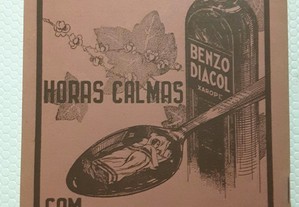 BENZO
DIACOL
XAROPE
HORAS CALMAS
COM